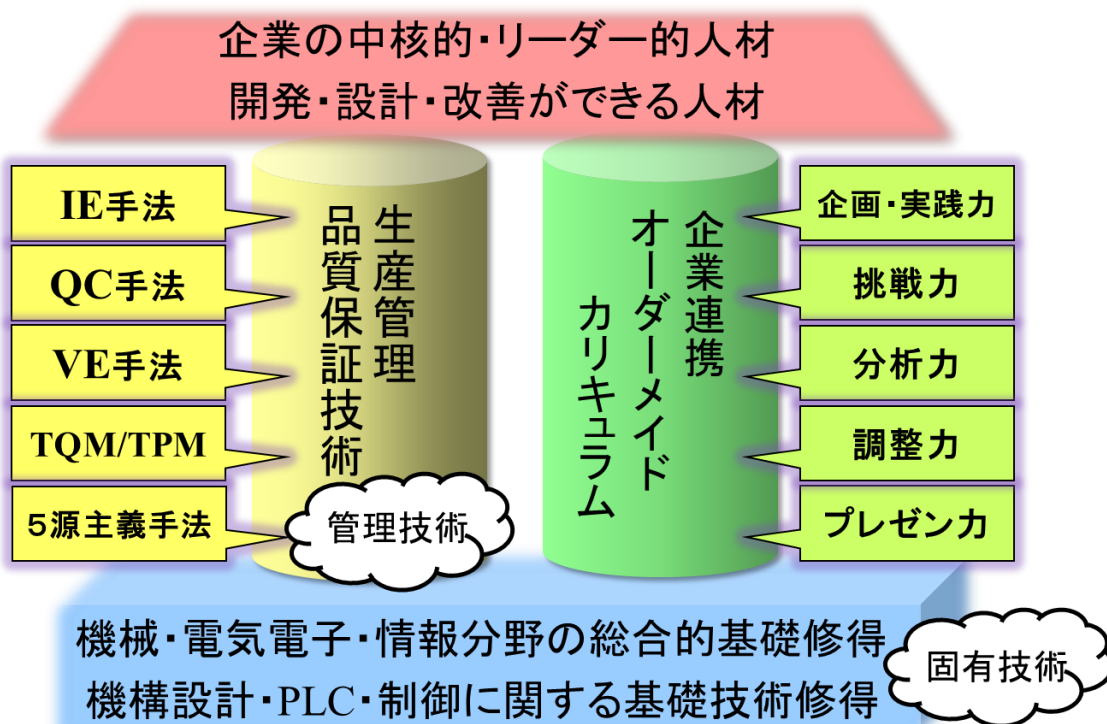 企業の中核的・リーダー的人材
開発・設計・改善ができる人材
IE手法
QC手法
VE手法
TQM/TPM
5源主義手法
生産管理
品質保証技術
管理技術
企業連携
オーダーメイド
カリキュラム
企画・実践力
挑戦力
分析力
調整力
プレゼン力
機械・電気電子・情報分野の総合的基礎修得
機構設計・PLC・制御に関する基礎技術修得
固有技術